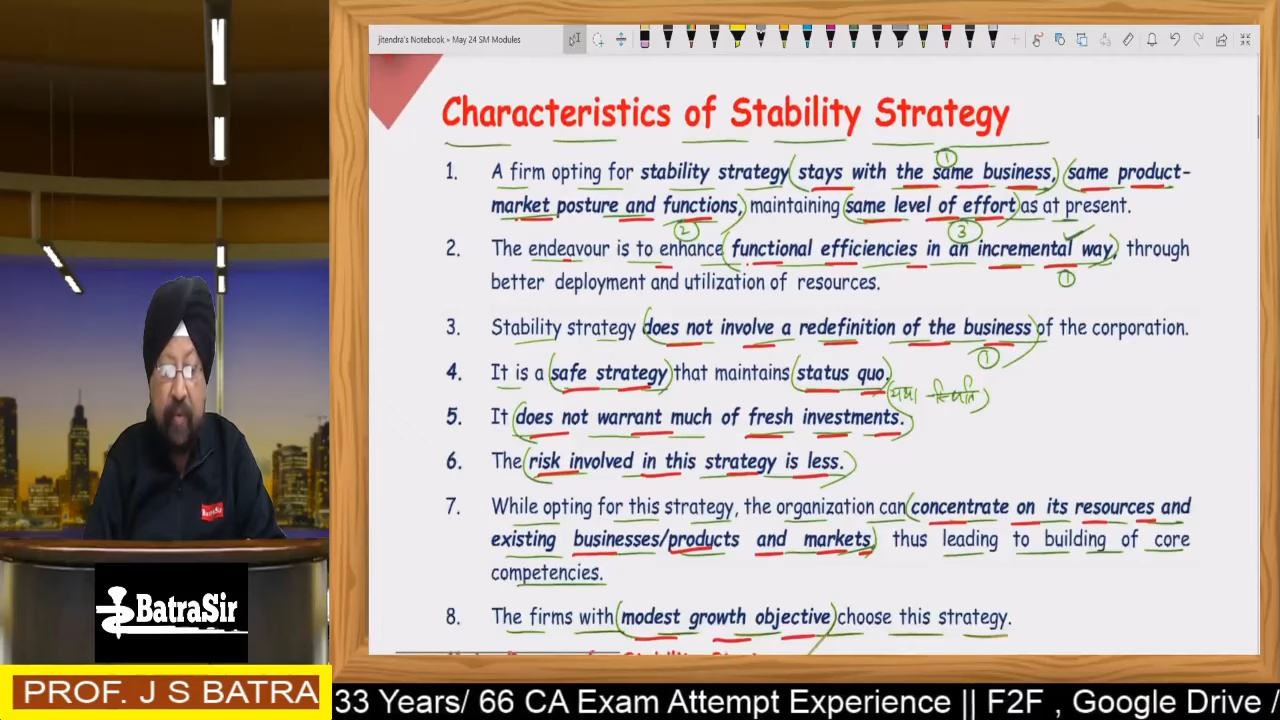 jitendra's Notebook » May 24 SM Modules
Characteristics of Stability Strategy
1. A firm opting for stability strategy stays with the same business, same product-
market posture and functions, maintaining same level of effort as at present.
2. The endeavour is to enhance functional efficiencies in an incremental way, through
better deployment and utilization of resources.
3. Stability strategy does not involve a redefinition of the business of the corporation.
4. It is a safe strategy that maintains status quo.
(यथा स्थिति)
5. It does not warrant much of fresh investments.
6. The risk involved in this strategy is less.
7. While opting for this strategy, the organization can concentrate on its resources and
existing businesses/products and markets, thus leading to building of core
competencies.
8. The firms with modest growth objective choose this strategy.
1
2
3
1
1
BatraSir
BatraSir
PROF. J S BATRA
33 Years/ 66 CA Exam Attempt Experience || F2F , Google Drive /